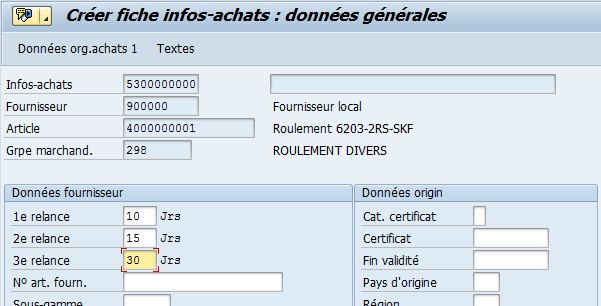 Créer fiche infos-achats : données générales
Données org.achats 1 Textes
Infos-achats 5300000000
Fournisseur 900000 Fournisseur local
Article 4000000001 Roulement 6203-2RS-SKF
Grpe marchand. 298 ROULEMENT DIVERS
Données fournisseur Données origin
1e relance 10 Jrs Cat. certificat
2e relance 15 Jrs Certificat
3e relance 30 Jrs Fin validité
Nº art. fourn. Pays d'origine
Sous-gamme Région